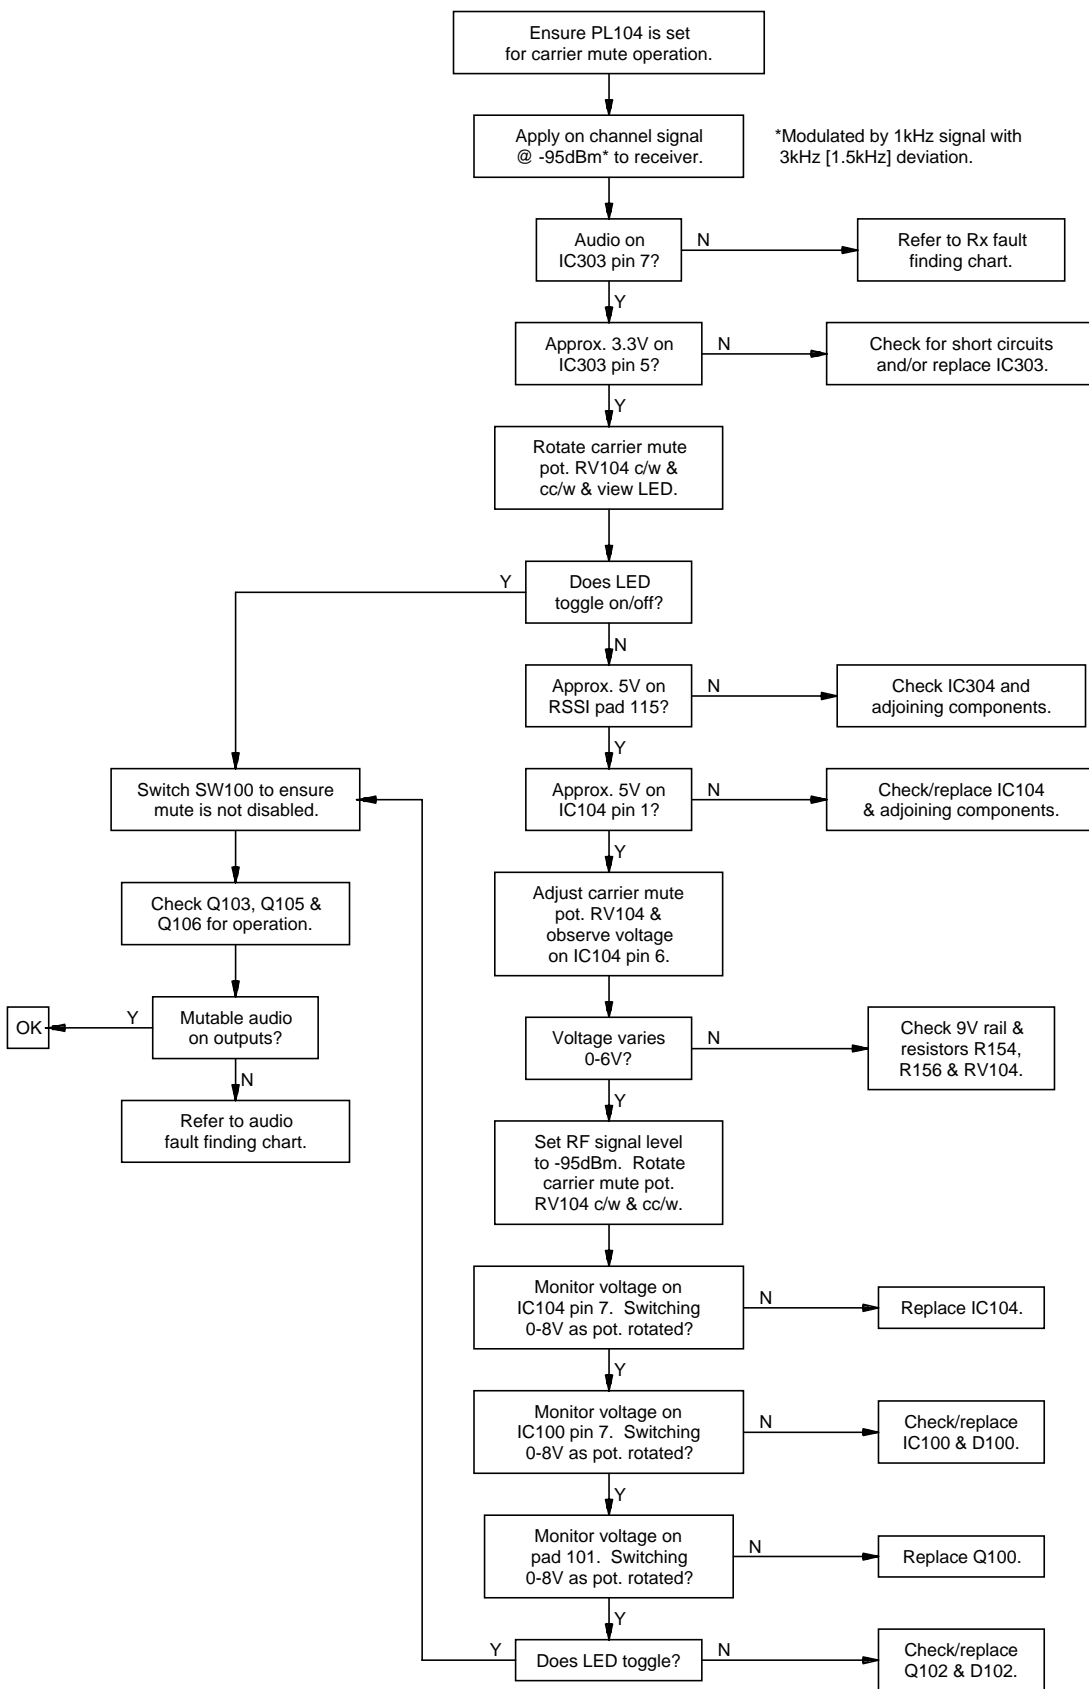 Ensure PL104 is set
for carrier mute operation.
Apply on channel signal
@ -95dBm* to receiver.
*Modulated by 1kHz signal with
3kHz [1.5kHz] deviation.
Audio on
IC303 pin 7?
N
Refer to Rx fault
finding chart.
Y
Approx. 3.3V on
IC303 pin 5?
N
Check for short circuits
and/or replace IC303.
Y
Rotate carrier mute
pot. RV104 c/w &
cc/w & view LED.
Y
Does LED
toggle on/off?
N
Approx. 5V on
RSSI pad 115?
N
Check IC304 and
adjoining components.
Y
Switch SW100 to ensure
mute is not disabled.
Approx. 5V on
IC104 pin 1?
N
Check/replace IC104
& adjoining components.
Y
Check Q103, Q105 &
Q106 for operation.
Adjust carrier mute
pot. RV104 &
observe voltage
on IC104 pin 6.
OK
Y
Mutable audio
on outputs?
N
Refer to audio
fault finding chart.
Voltage varies
0-6V?
N
Check 9V rail &
resistors R154,
R156 & RV104.
Y
Set RF signal level
to -95dBm. Rotate
carrier mute pot.
RV104 c/w & cc/w.
Monitor voltage on
IC104 pin 7. Switching
0-8V as pot. rotated?
N
Replace IC104.
Y
Monitor voltage on
IC100 pin 7. Switching
0-8V as pot. rotated?
N
Check/replace
IC100 & D100.
Y
Monitor voltage on
pad 101. Switching
0-8V as pot. rotated?
N
Replace Q100.
Y
Y
Does LED toggle?
N
Check/replace
Q102 & D102.